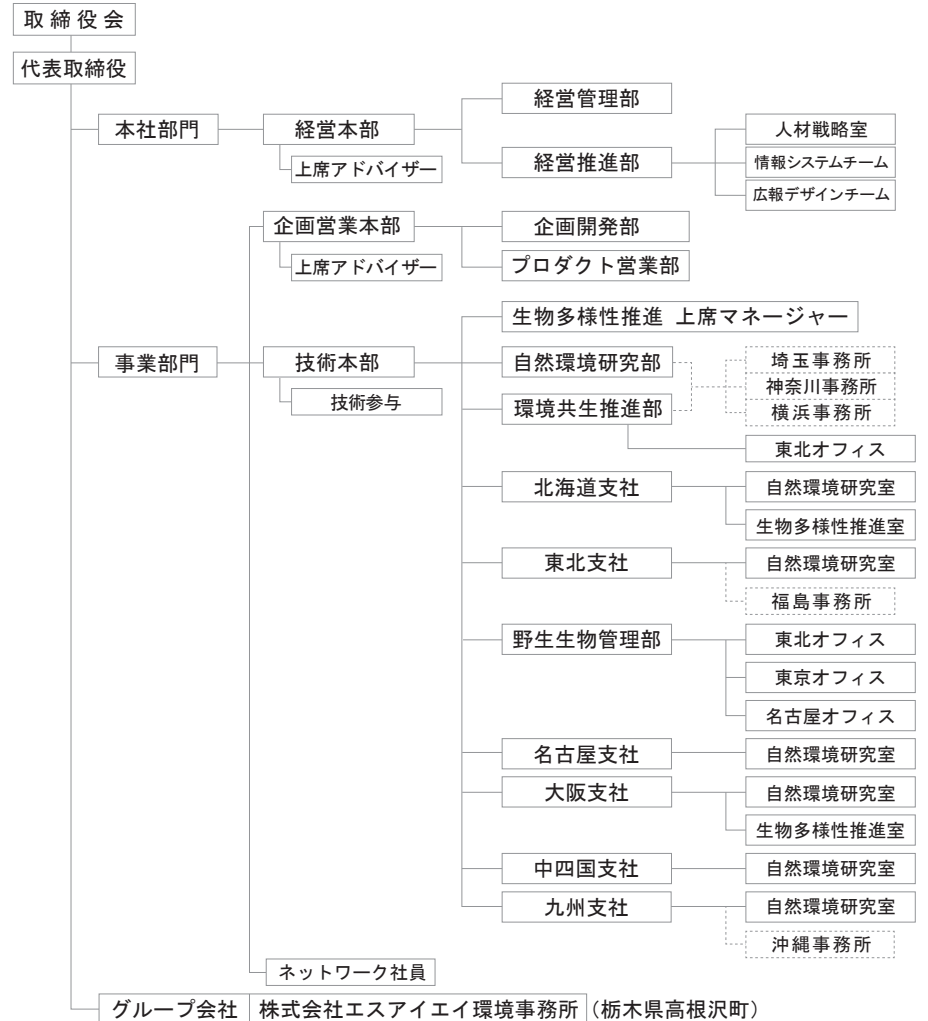 取締役会
代表取締役
本社部門
経営本部
上席アドバイザー
経営管理部
経営推進部
人材戦略室
情報システムチーム
広報デザインチーム
事業部門
企画営業本部
上席アドバイザー
企画開発部
プロダクト営業部
技術本部
技術参与
生物多様性推進 上席マネージャー
自然環境研究部
環境共生推進部
埼玉事務所
神奈川事務所
横浜事務所
東北オフィス
北海道支社
自然環境研究室
生物多様性推進室
東北支社
自然環境研究室
福島事務所
野生生物管理部
東北オフィス
東京オフィス
名古屋オフィス
名古屋支社
自然環境研究室
大阪支社
自然環境研究室
生物多様性推進室
中四国支社
自然環境研究室
九州支社
自然環境研究室
沖縄事務所
ネットワーク社員
グループ会社 株式会社エスアイエイ環境事務所 (栃木県高根沢町)